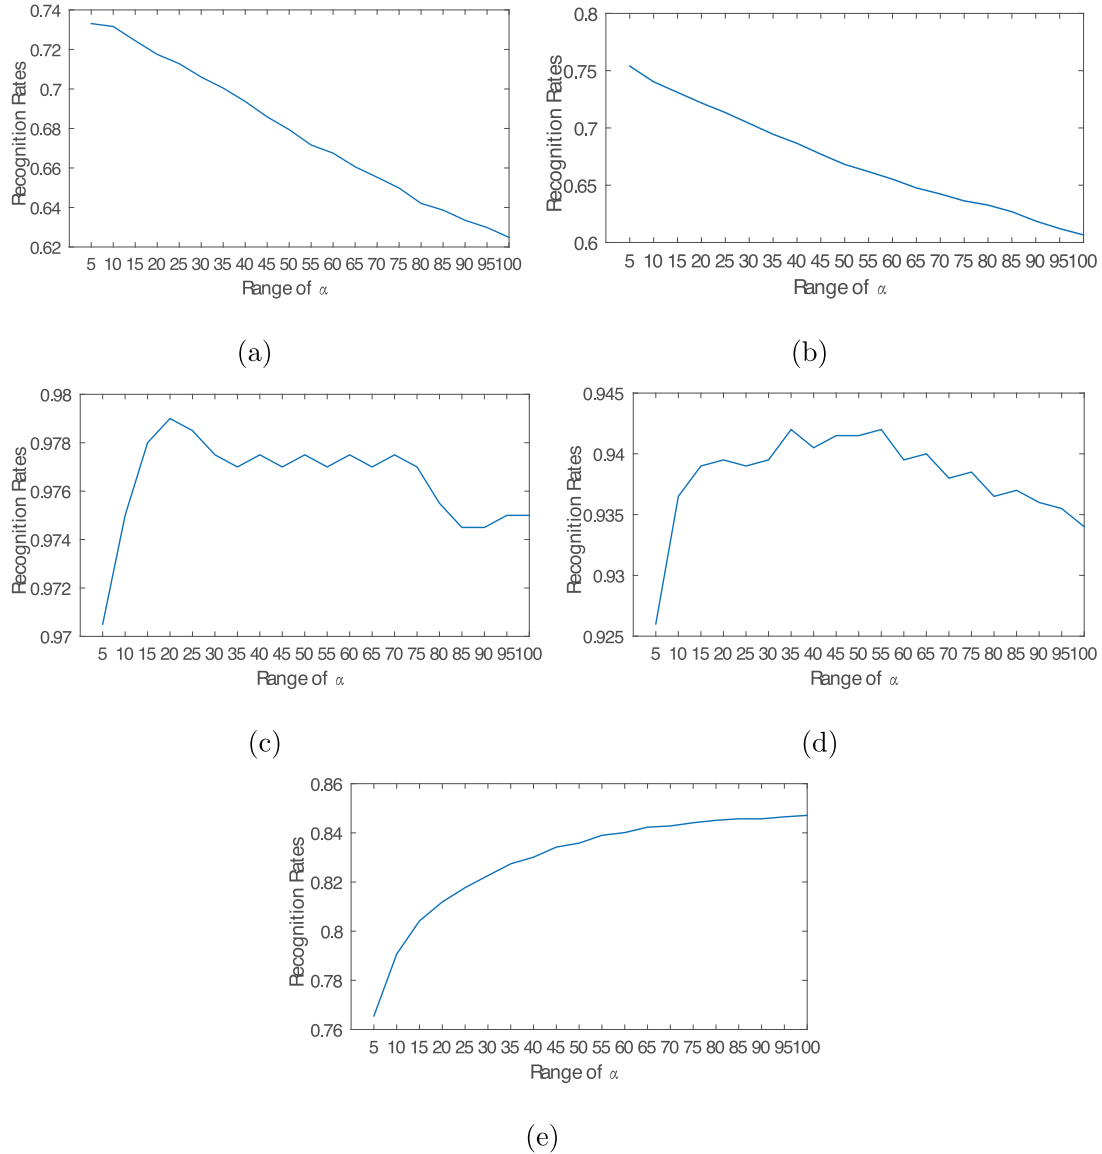 0.74
0.72
0.7
0.68
0.66
0.64
0.62
Recognition Rates
5 10 15 20 25 30 35 40 45 50 55 60 65 70 75 80 85 90 95100
Range of α
(a)
0.8
0.75
0.7
0.65
0.6
Recognition Rates
5 10 15 20 25 30 35 40 45 50 55 60 65 70 75 80 85 90 95100
Range of α
(b)
0.98
0.978
0.976
0.974
0.972
0.97
Recognition Rates
5 10 15 20 25 30 35 40 45 50 55 60 65 70 75 80 85 90 95100
Range of α
(c)
0.945
0.94
0.935
0.93
0.925
Recognition Rates
5 10 15 20 25 30 35 40 45 50 55 60 65 70 75 80 85 90 95100
Range of α
(d)
0.86
0.84
0.82
0.8
0.78
0.76
Recognition Rates
5 10 15 20 25 30 35 40 45 50 55 60 65 70 75 80 85 90 95100
Range of α
(e)